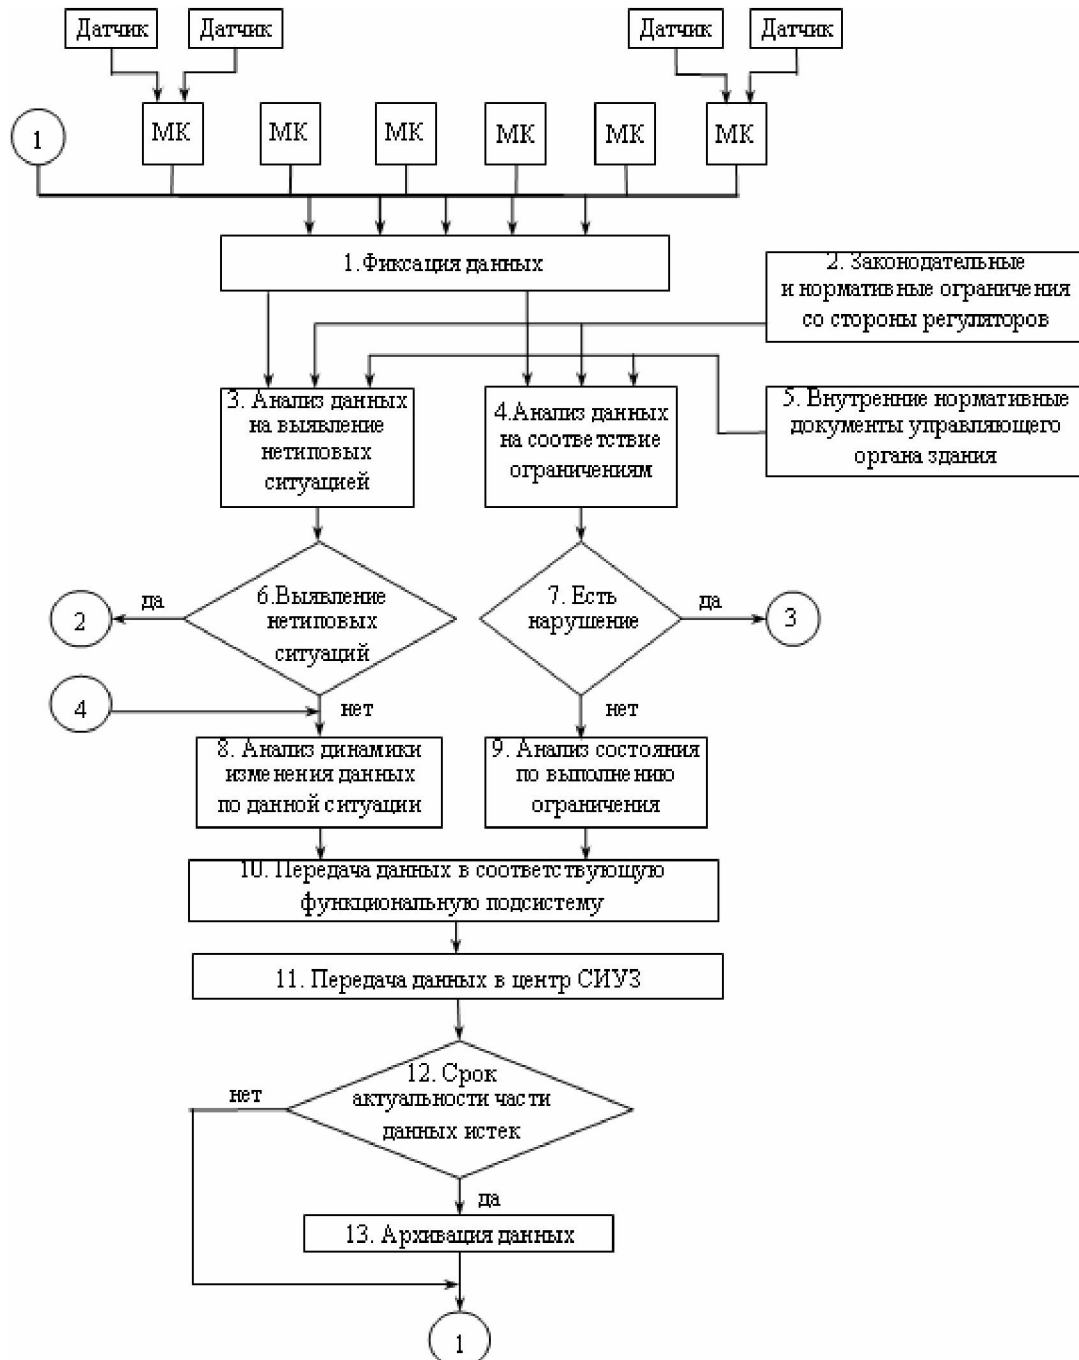 Датчик
Датчик
Датчик
Датчик
1
МК
МК
МК
МК
МК
МК
1.Фиксация данных
2. Законодательные
и нормативные ограничения
со стороны регуляторов
3. Анализ данных
на выявление
нетиповых
ситуацией
4.Анализ данных
на соответствие
ограничениям
5. Внутренние нормативные
документы управляющего
органа здания
2
да
6.Выявление
нетиповых
ситуаций
7. Есть
нарушение
да
3
4
нет
нет
8. Анализ динамики
изменения данных
по данной ситуации
9. Анализ состояния
по выполнению
ограничения
10. Передача данных в соответствующую
функциональную подсистему
11. Передача данных в центр СИУЗ
нет
12. Срок
актуальности части
данных истек
да
13. Архивация данных
1